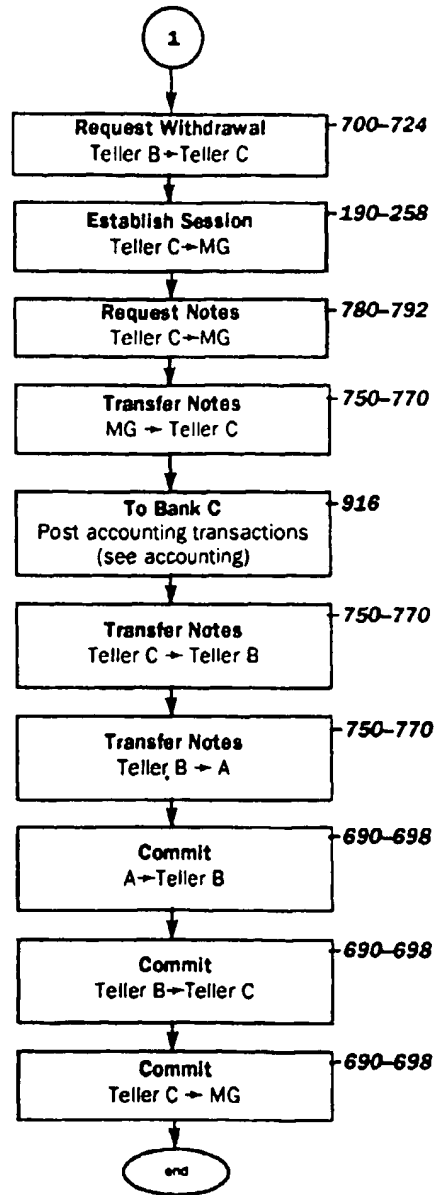 1
Request Withdrawal
700-724
Teller B→Teller C
Establish Session
190-258
Teller C→MG
Request Notes
780-792
Teller C→MG
Transfer Notes
750-770
MG → Teller C
To Bank C
916
Post accounting transactions
(see accounting)
Transfer Notes
750-770
Teller C → Teller B
Transfer Notes
750-770
Teller B → A
Commit
690-698
A→Teller B
Commit
690-698
Teller B→Teller C
Commit
690-698
Teller C → MG
end